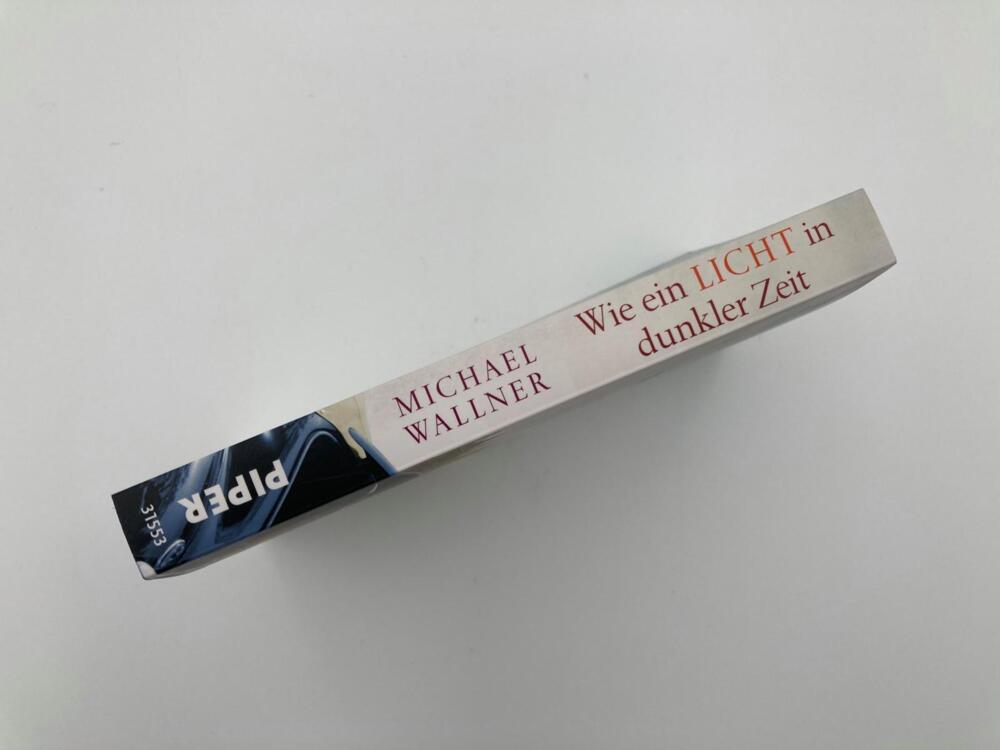 MICHAEL
WALLNER
Wie ein LICHT in
dunkler Zeit
PIPER
31553